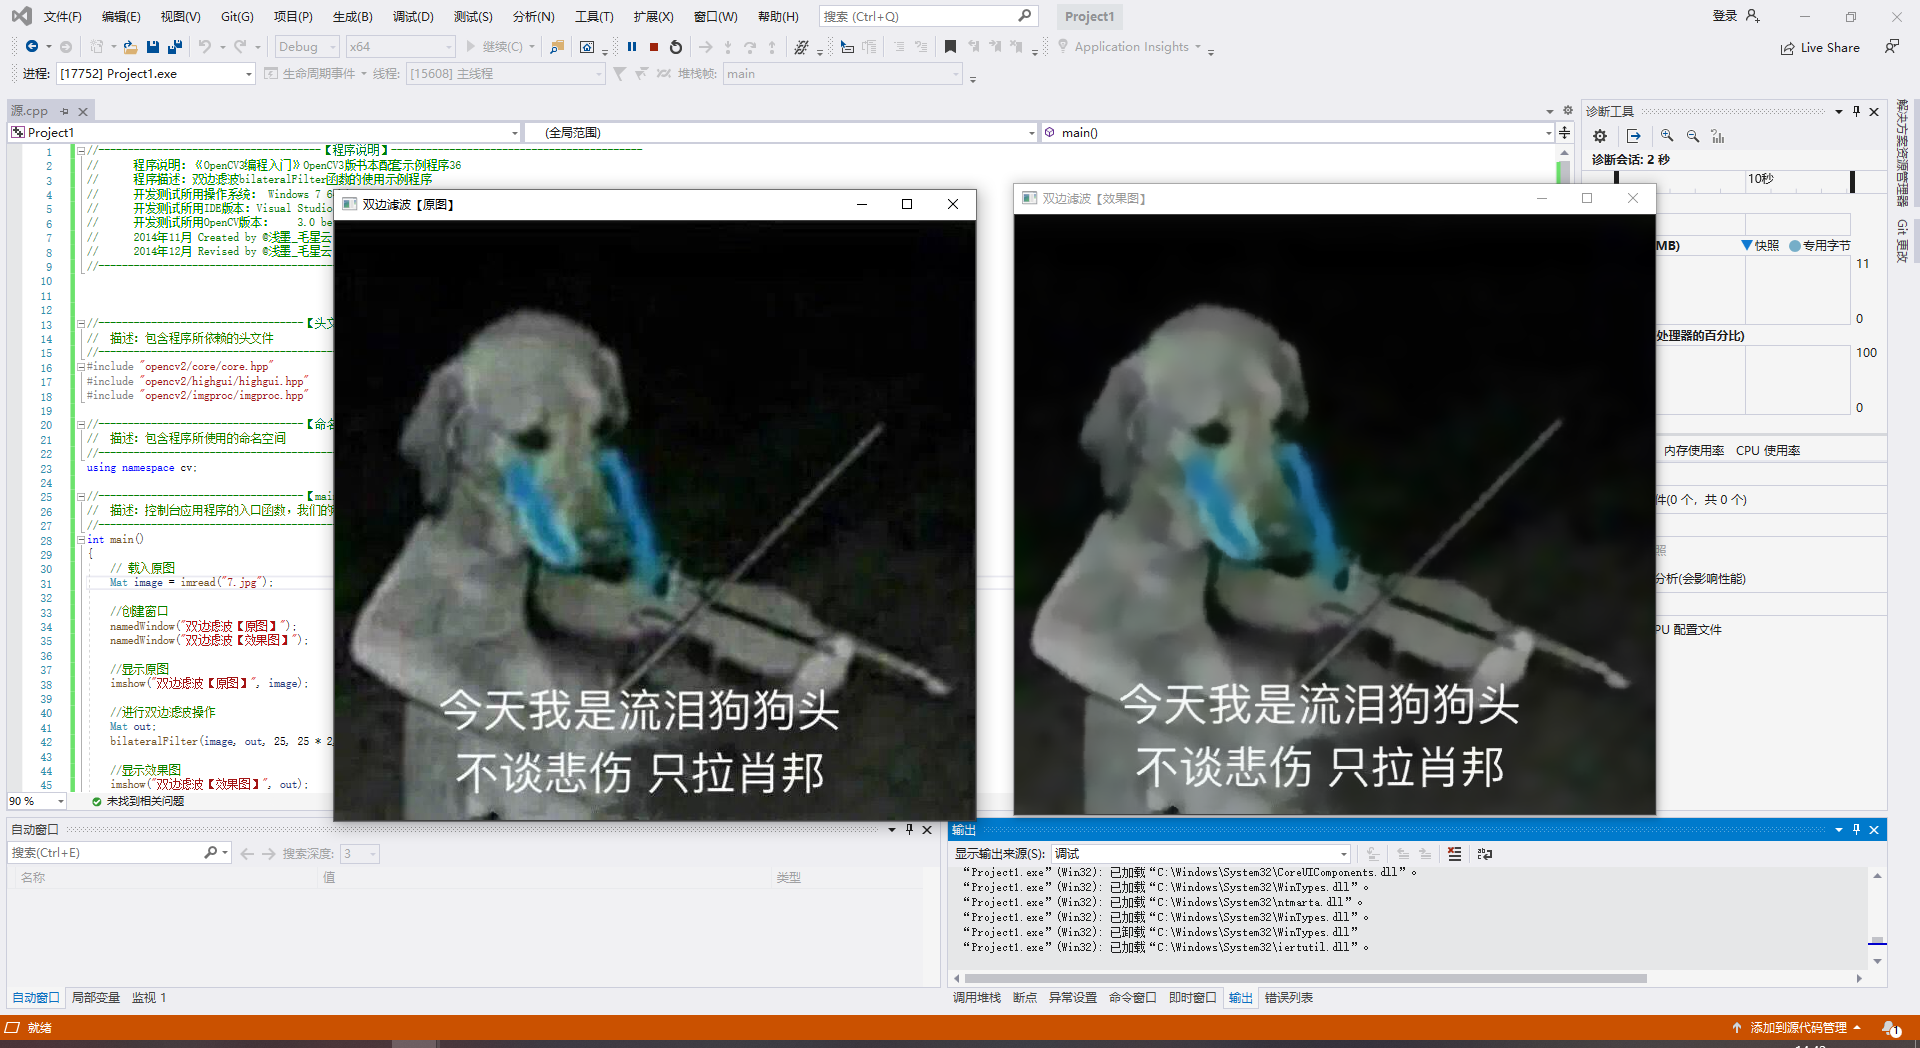 文件(F) 编辑(E) 视图(V) Git(G) 项目(P) 生成(B) 调试(D) 测试(S) 分析(N) 工具(T) 扩展(X) 窗口(W) 帮助(H) 搜索 (Ctrl+Q) Project1 登录
Debug x64 继续(C) Application Insights Live Share
进程: [17752] Project1.exe 生命周期事件 线程: [15608] 主线程 堆栈帧: main
源.cpp
Project1 (全局范围) main()
1 //--------------------------------------【程序说明】-------------------------------------------
2 // 程序说明：《OpenCV3编程入门》OpenCV3版书本配套示例程序36
3 // 程序描述：双边滤波bilateralFilter函数的使用示例程序
4 // 开发测试所用操作系统： Windows 7 6
5 // 开发测试所用IDE版本：Visual Studio
6 // 开发测试所用OpenCV版本： 3.0 be
7 // 2014年11月 Created by @浅墨_毛星云
8 // 2014年12月 Revised by @浅墨_毛星云
9 //------------------------------------------
10
11
12
13 //-----------------------------------【头文
14 // 描述：包含程序所依赖的头文件
15 //------------------------------------------
16 #include "opencv2/core/core.hpp"
17 #include "opencv2/highgui/highgui.hpp"
18 #include "opencv2/imgproc/imgproc.hpp"
19
20 //-----------------------------------【命名
21 // 描述：包含程序所使用的命名空间
22 //------------------------------------------
23 using namespace cv;
24
25 //-----------------------------------【mai
26 // 描述：控制台应用程序的入口函数，我们的
27 //------------------------------------------
28 int main()
29 {
30 // 载入原图
31 Mat image = imread("7.jpg");
32
33 //创建窗口
34 namedWindow("双边滤波【原图】");
35 namedWindow("双边滤波【效果图】");
36
37 //显示原图
38 imshow("双边滤波【原图】", image);
39
40 //进行双边滤波操作
41 Mat out;
42 bilateralFilter(image, out, 25, 25 * 2,
43
44 //显示效果图
45 imshow("双边滤波【效果图】", out);
90 % 未找到相关问题
双边滤波【原图】
今天我是流泪狗狗头
不谈悲伤 只拉肖邦
双边滤波【效果图】
今天我是流泪狗狗头
不谈悲伤 只拉肖邦
诊断工具
诊断会话: 2 秒
10秒
MB) 快照 专用字节
11
0
处理器的百分比)
100
0
内存使用率 CPU 使用率
件(0 个，共 0 个)
照
分析(会影响性能)
PU 配置文件
解决方案资源管理器
Git 更改
自动窗口
搜索(Ctrl+E) 搜索深度: 3
名称 值 类型
自动窗口 局部变量 监视 1
输出
显示输出来源(S): 调试
“Project1.exe”(Win32): 已加载“C:\Windows\System32\CoreUIComponents.dll”。
“Project1.exe”(Win32): 已加载“C:\Windows\System32\WinTypes.dll”。
“Project1.exe”(Win32): 已加载“C:\Windows\System32\ntmarta.dll”。
“Project1.exe”(Win32): 已加载“C:\Windows\System32\WinTypes.dll”。
“Project1.exe”(Win32): 已卸载“C:\Windows\System32\WinTypes.dll”
“Project1.exe”(Win32): 已加载“C:\Windows\System32\iertutil.dll”。
调用堆栈 断点 异常设置 命令窗口 即时窗口 输出 错误列表
就绪 添加到源代码管理 1